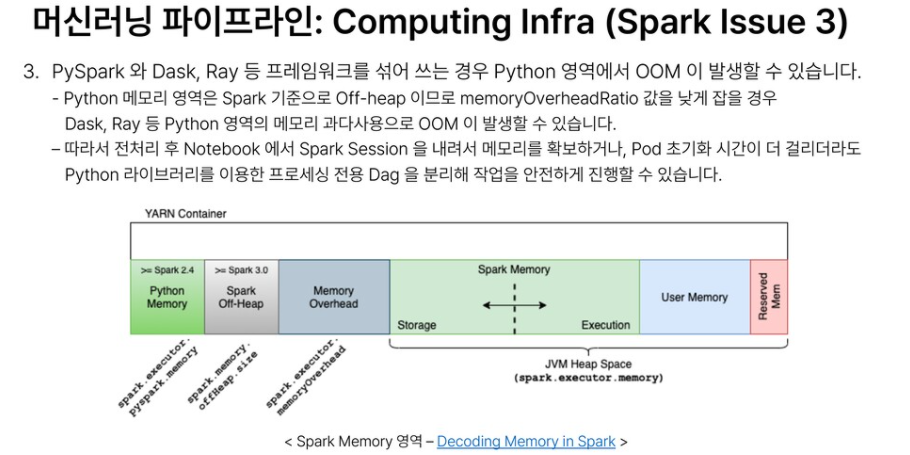 머신러닝 파이프라인: Computing Infra (Spark Issue 3)
3. PySpark 와 Dask, Ray 등 프레임워크를 섞어 쓰는 경우 Python 영역에서 OOM 이 발생할 수 있습니다.
- Python 메모리 영역은 Spark 기준으로 Off-heap 이므로 memoryOverheadRatio 값을 낮게 잡을 경우
Dask, Ray 등 Python 영역의 메모리 과다사용으로 OOM 이 발생할 수 있습니다.
– 따라서 전처리 후 Notebook 에서 Spark Session 을 내려서 메모리를 확보하거나, Pod 초기화 시간이 더 걸리더라도
Python 라이브러리를 이용한 프로세싱 전용 Dag 을 분리해 작업을 안전하게 진행할 수 있습니다.
YARN Container
>= Spark 2.4
Python
Memory
>= Spark 3.0
Spark
Off-Heap
Memory
Overhead
Spark Memory
Storage
Execution
User Memory
Reserved
Mem
spark.executor.
pyspark.memory
spark.memory.
offHeap.size
spark.executor.
memoryOverhead
JVM Heap Space
(spark.executor.memory)
< Spark Memory 영역 – Decoding Memory in Spark >